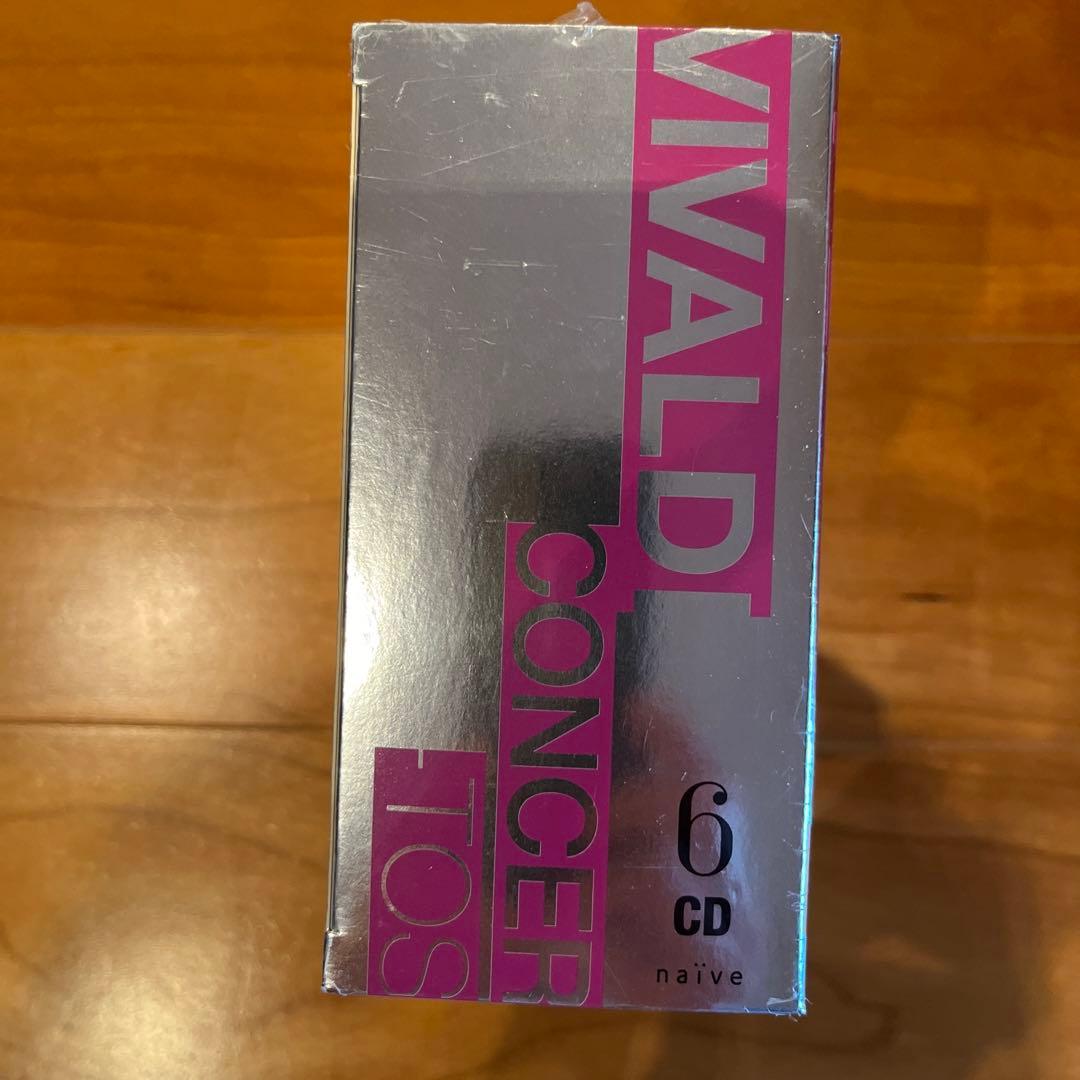 VIVALDI
CONCER
-TOS
6
CD
naïve